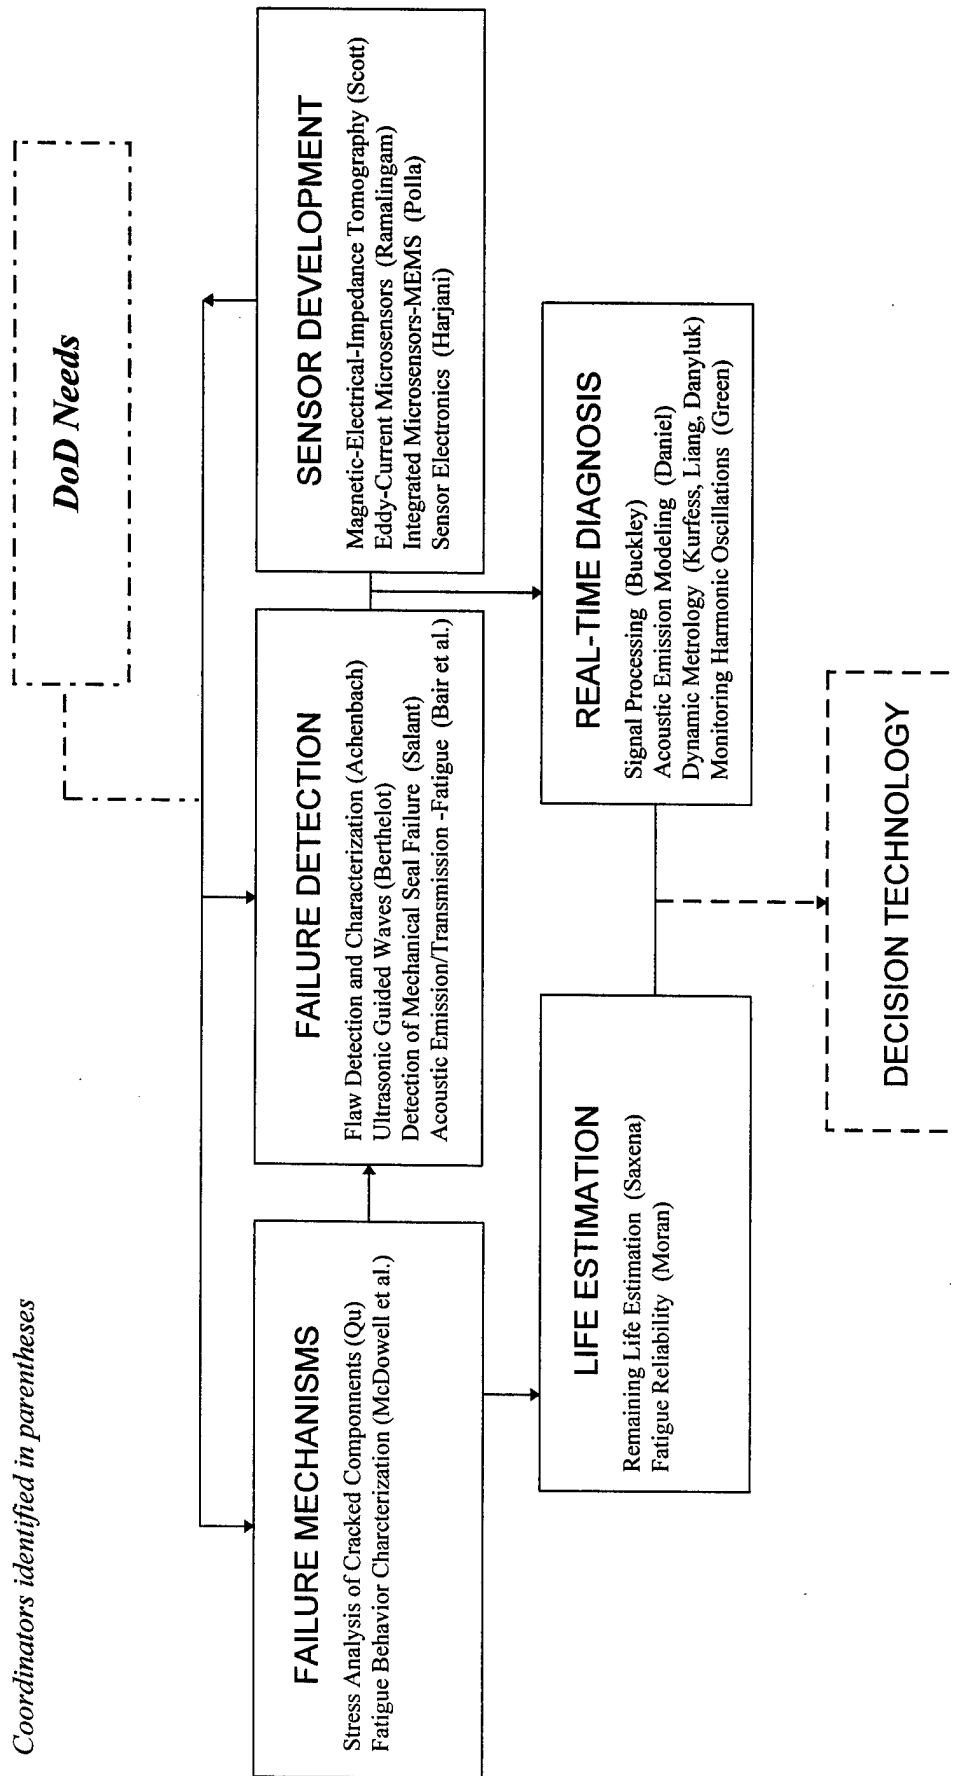 Coordinators identified in parentheses
DoD Needs
FAILURE MECHANISMS
Stress Analysis of Cracked Components (Qu)
Fatigue Behavior Charcterization (McDowell et al.)
FAILURE DETECTION
Flaw Detection and Characterization (Achenbach)
Ultrasonic Guided Waves (Berthelot)
Detection of Mechanical Seal Failure (Salant)
Acoustic Emission/Transmission -Fatigue (Bair et al.)
SENSOR DEVELOPMENT
Magnetic-Electrical-Impedance Tomography (Scott)
Eddy-Current Microsensors (Ramalingam)
Integrated Microsensors-MEMS (Polla)
Sensor Electronics (Harjani)
LIFE ESTIMATION
Remaining Life Estimation (Saxena)
Fatigue Reliability (Moran)
REAL-TIME DIAGNOSIS
Signal Processing (Buckley)
Acoustic Emission Modeling (Daniel)
Dynamic Metrology (Kurfess, Liang, Danyluk)
Monitoring Harmonic Oscillations (Green)
DECISION TECHNOLOGY